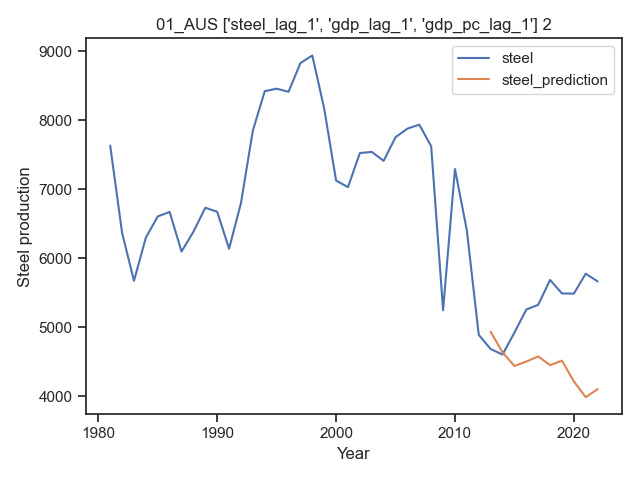 01_AUS ['steel_lag_1', 'gdp_lag_1', 'gdp_pc_lag_1'] 2
steel
steel_prediction
9000
8000
7000
6000
5000
4000
Steel production
1980
1990
2000
2010
2020
Year